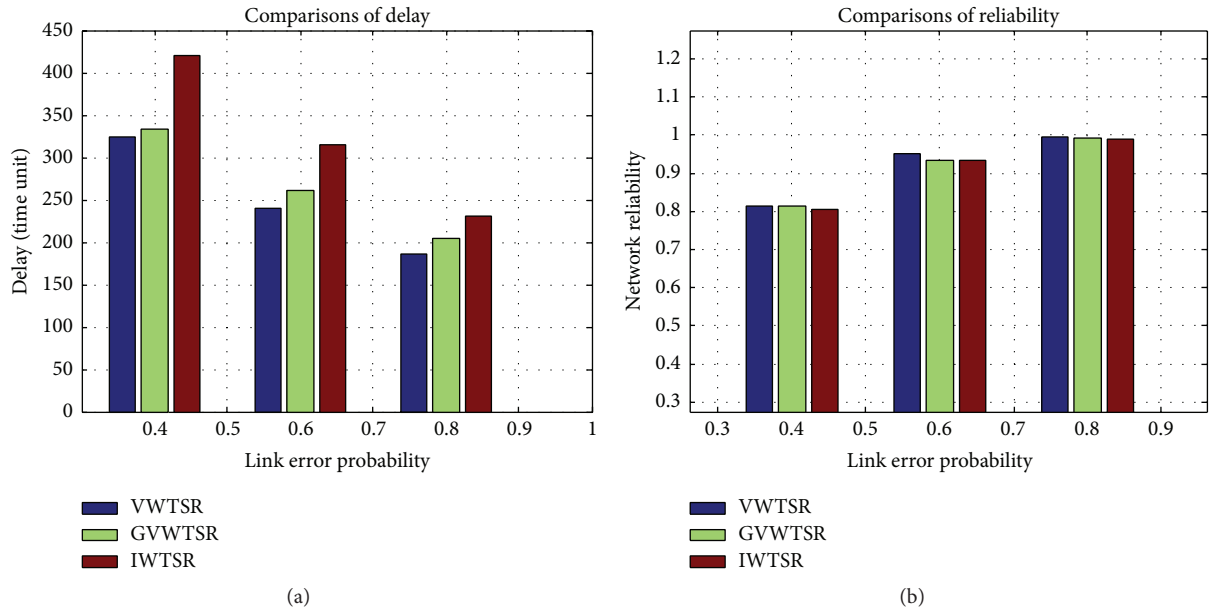 Comparisons of delay
450
400
350
300
250
200
150
100
50
0
Delay (time unit)
0.4
0.5
0.6
0.7
0.8
0.9
1
Link error probability
VWTSR
GVWTSR
IWTSR
(a)
Comparisons of reliability
1.2
1.1
1
0.9
0.8
0.7
0.6
0.5
0.4
0.3
Network reliability
0.3
0.4
0.5
0.6
0.7
0.8
0.9
Link error probability
VWTSR
GVWTSR
IWTSR
(b)